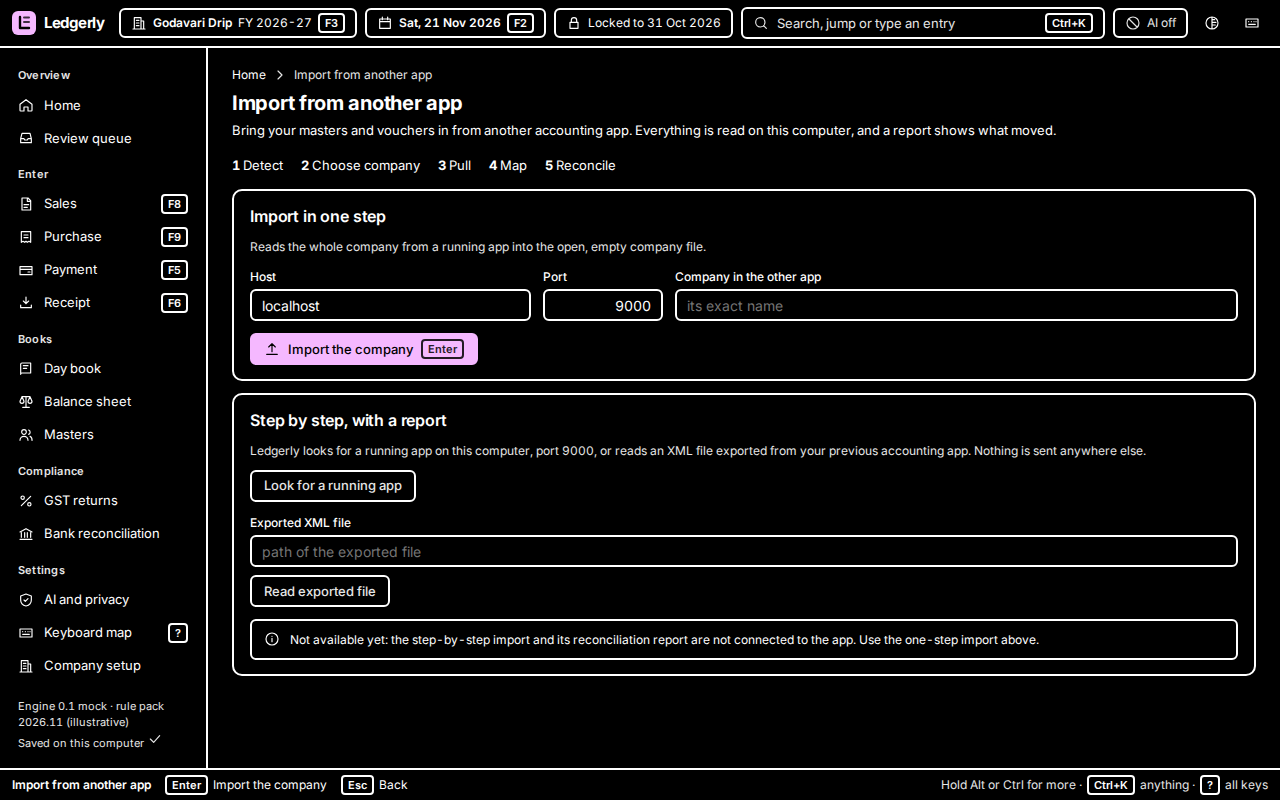 Ledgerly
Godavari Drip FY 2026-27 F3
Sat, 21 Nov 2026 F2
Locked to 31 Oct 2026
Search, jump or type an entry Ctrl+K
AI off
Overview
Home
Review queue
Enter
Sales F8
Purchase F9
Payment F5
Receipt F6
Books
Day book
Balance sheet
Masters
Compliance
GST returns
Bank reconciliation
Settings
AI and privacy
Keyboard map ?
Company setup
Engine 0.1 mock · rule pack
2026.11 (illustrative)
Saved on this computer
Home Import from another app
Import from another app
Bring your masters and vouchers in from another accounting app. Everything is read on this computer, and a report shows what moved.
1 Detect 2 Choose company 3 Pull 4 Map 5 Reconcile
Import in one step
Reads the whole company from a running app into the open, empty company file.
Host Port Company in the other app
localhost 9000 its exact name
Import the company Enter
Step by step, with a report
Ledgerly looks for a running app on this computer, port 9000, or reads an XML file exported from your previous accounting app. Nothing is sent anywhere else.
Look for a running app
Exported XML file
path of the exported file
Read exported file
Not available yet: the step-by-step import and its reconciliation report are not connected to the app. Use the one-step import above.
Import from another app Enter Import the company Esc Back
Hold Alt or Ctrl for more · Ctrl+K anything · ? all keys